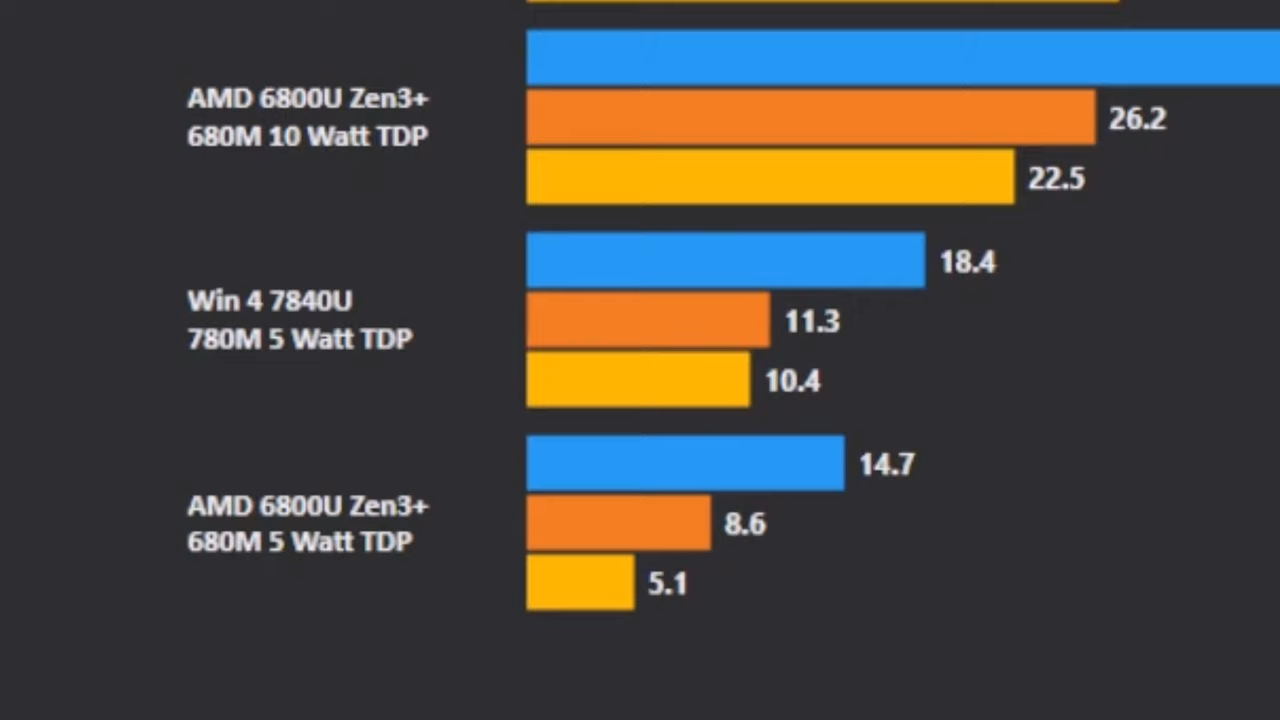 AMD 6800U Zen3+
680M 10 Watt TDP
26.2
22.5
Win 4 7840U
780M 5 Watt TDP
18.4
11.3
10.4
AMD 6800U Zen3+
680M 5 Watt TDP
14.7
8.6
5.1